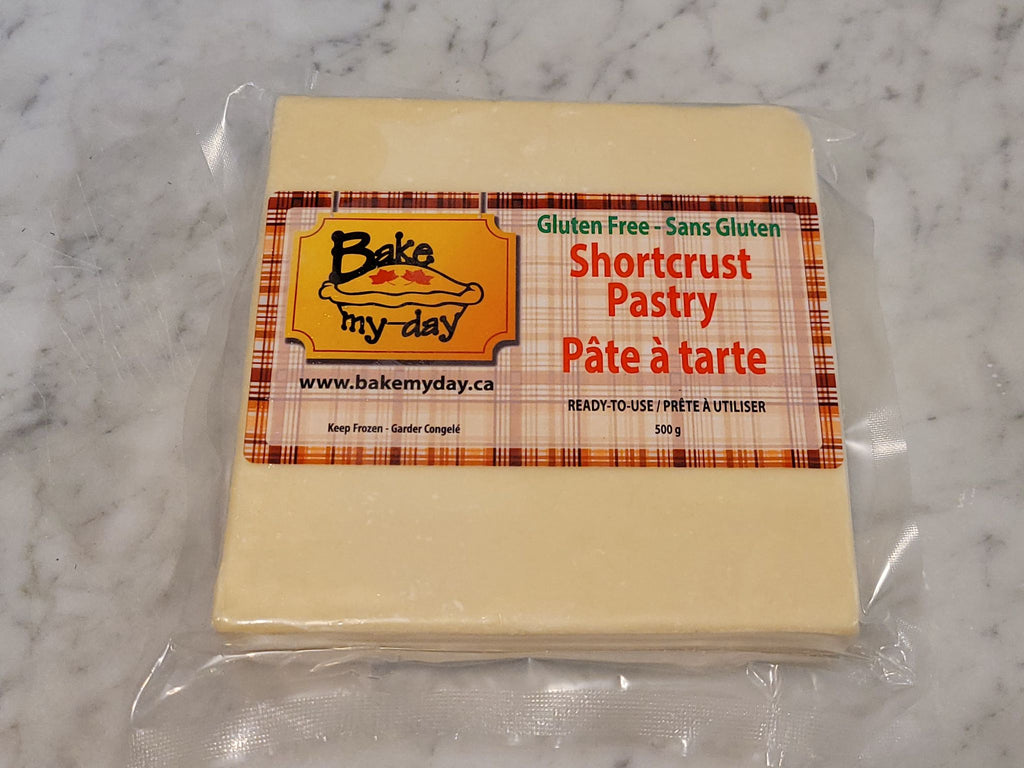 Bake
my-day
www.bakemyday.ca
Keep Frozen - Garder Congelé
Gluten Free - Sans Gluten
Shortcrust
Pastry
Pâte à tarte
READY-TO-USE / PRÊTE À UTILISER
500 g